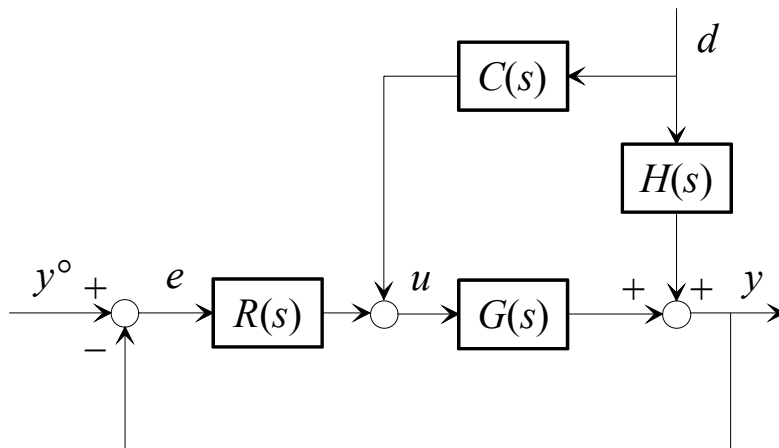 d
C(s)
H(s)
y° + e R(s) u G(s) + + y
−